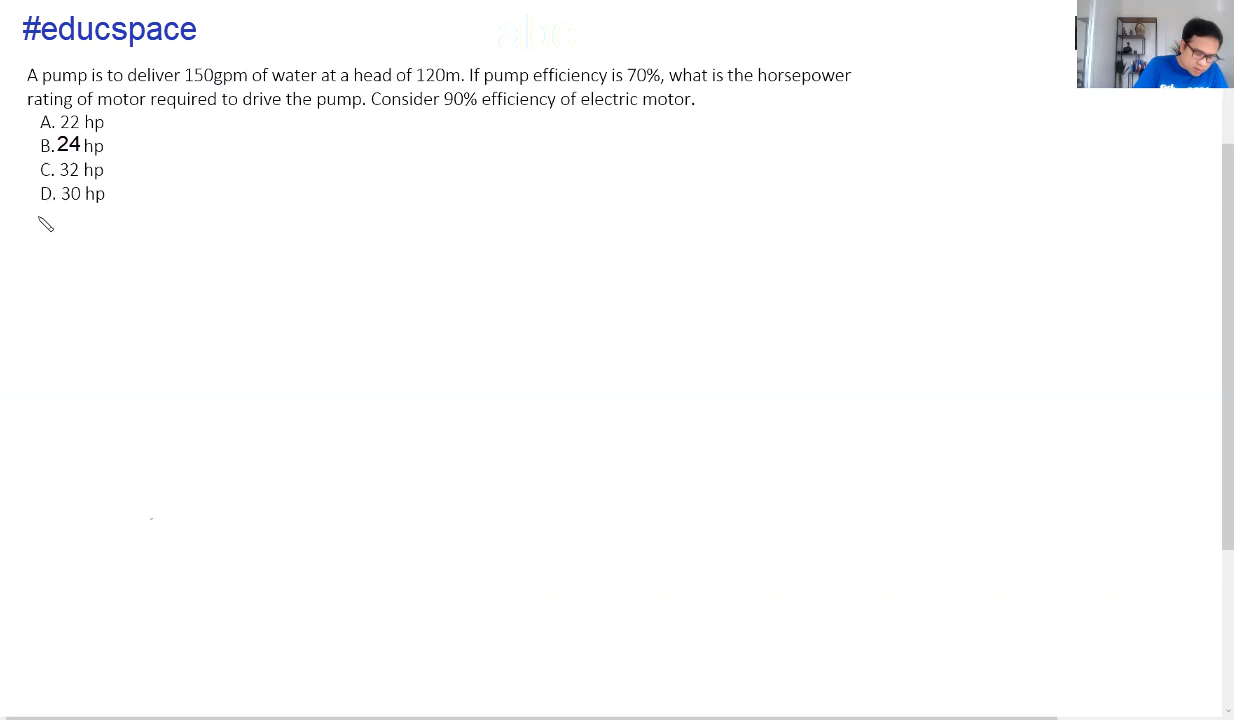 #educspace
abc
A pump is to deliver 150gpm of water at a head of 120m. If pump efficiency is 70%, what is the horsepower
rating of motor required to drive the pump. Consider 90% efficiency of electric motor.
A. 22 hp
B. 24 hp
C. 32 hp
D. 30 hp